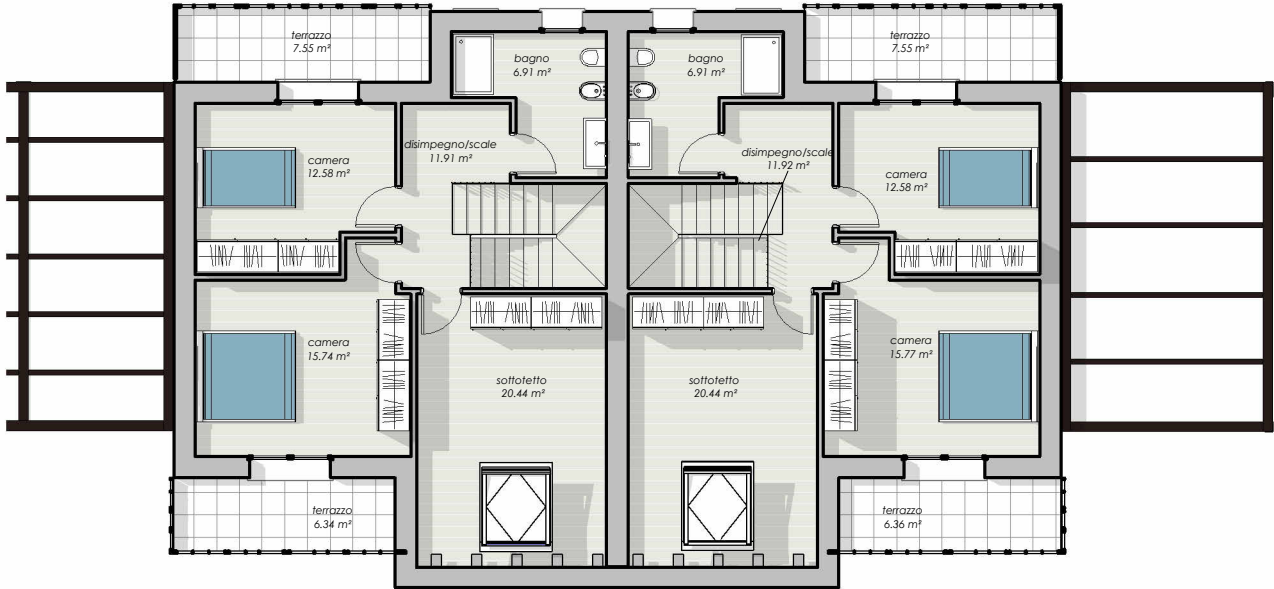 terrazzo
7.55 m²
terrazzo
7.55 m²
bagno
6.91 m²
bagno
6.91 m²
disimpegno/scale
11.91 m²
disimpegno/scale
11.92 m²
camera
12.58 m²
camera
12.58 m²
camera
15.74 m²
camera
15.77 m²
sottotetto
20.44 m²
sottotetto
20.44 m²
terrazzo
6.34 m²
terrazzo
6.36 m²